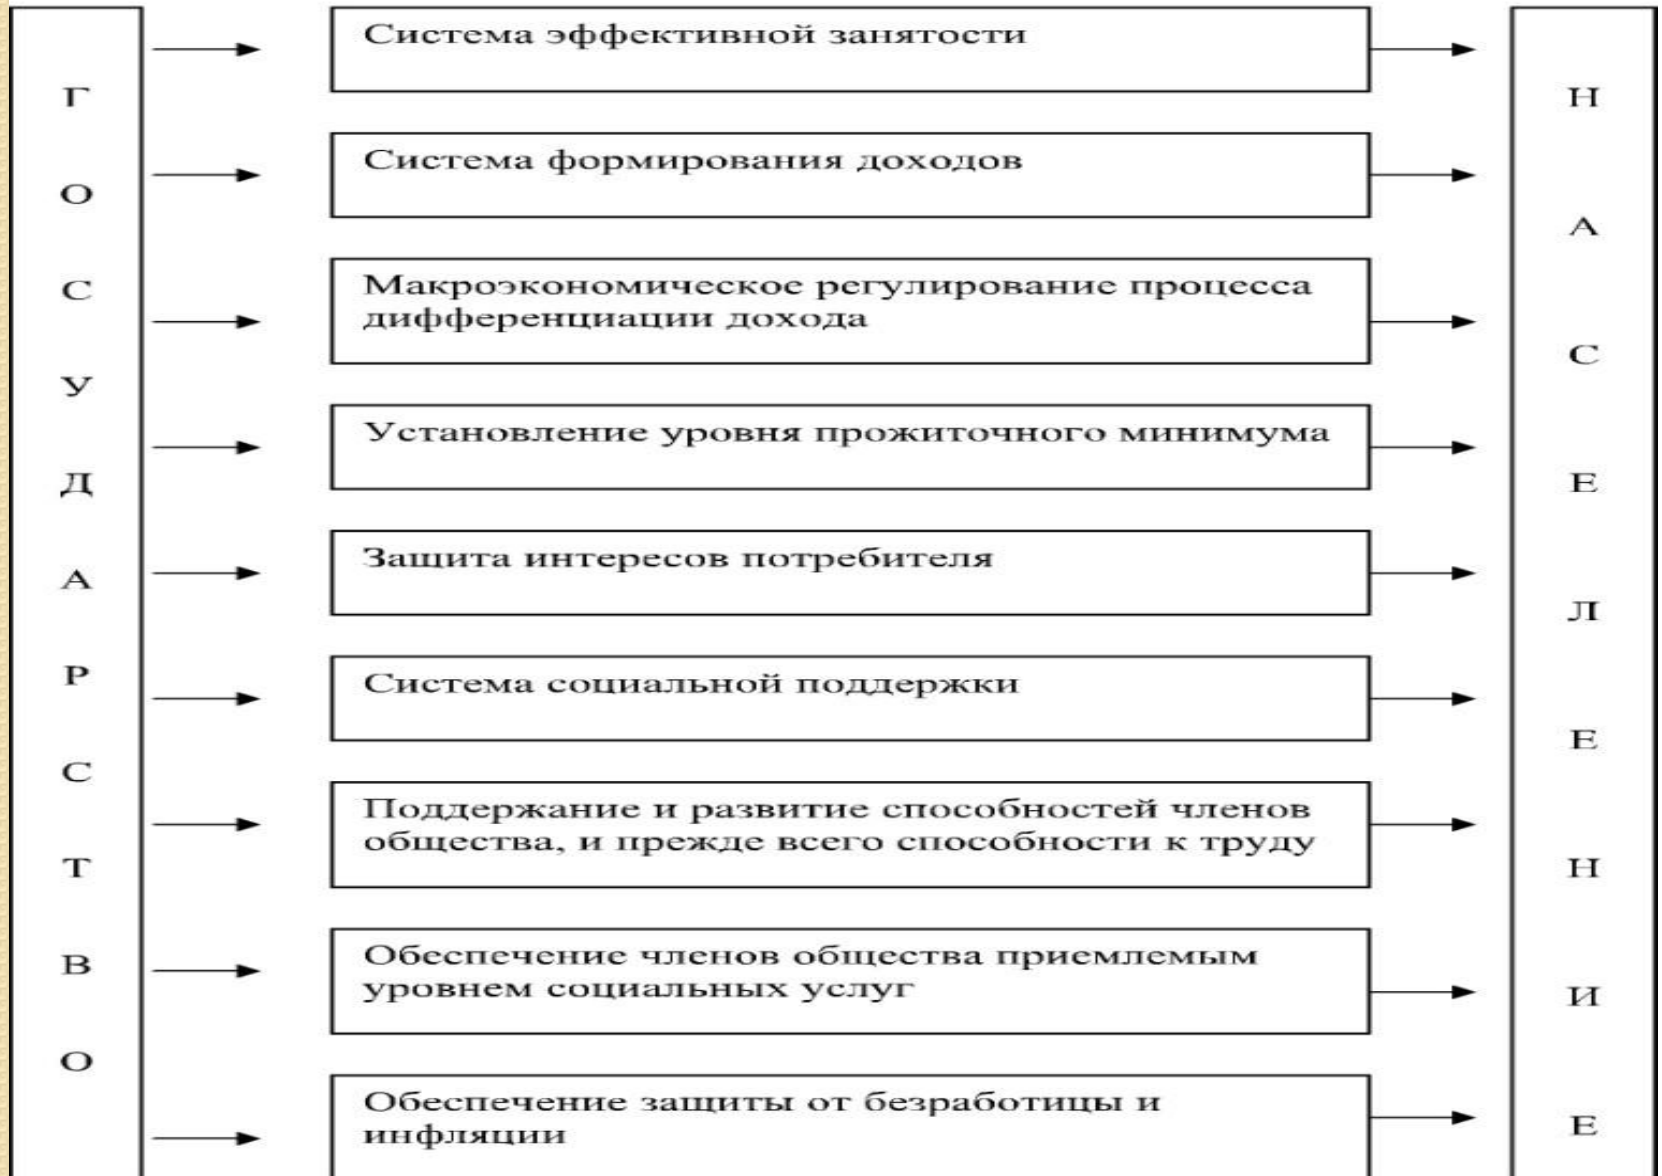 ГОСУДАРСТВО
Система эффективной занятости
Система формирования доходов
Макроэкономическое регулирование процесса
дифференциации дохода
Установление уровня прожиточного минимума
Защита интересов потребителя
Система социальной поддержки
Поддержание и развитие способностей членов
общества, и прежде всего способности к труду
Обеспечение членов общества приемлемым
уровнем социальных услуг
Обеспечение защиты от безработицы и
инфляции
НАСЕЛЕНИЕ